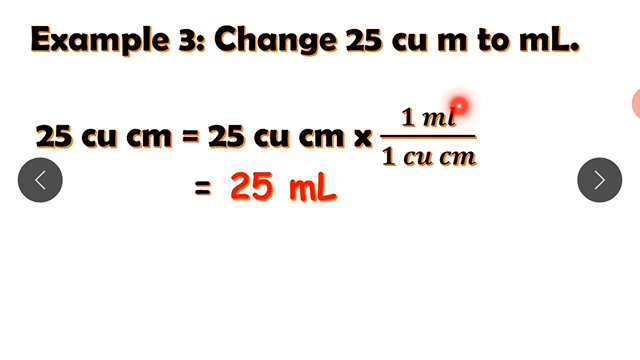 Example 3: Change 25 cu m to mL.
25 cu cm = 25 cu cm x 1 ml / 1 cu cm
= 25 mL